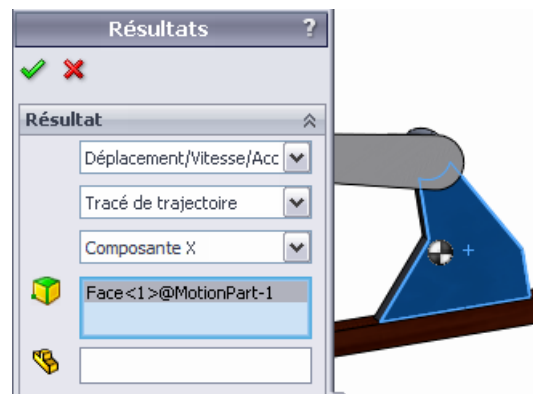 Résultats ?
Résultat
Déplacement/Vitesse/Acc
Tracé de trajectoire
Composante X
Face<1>@MotionPart-1